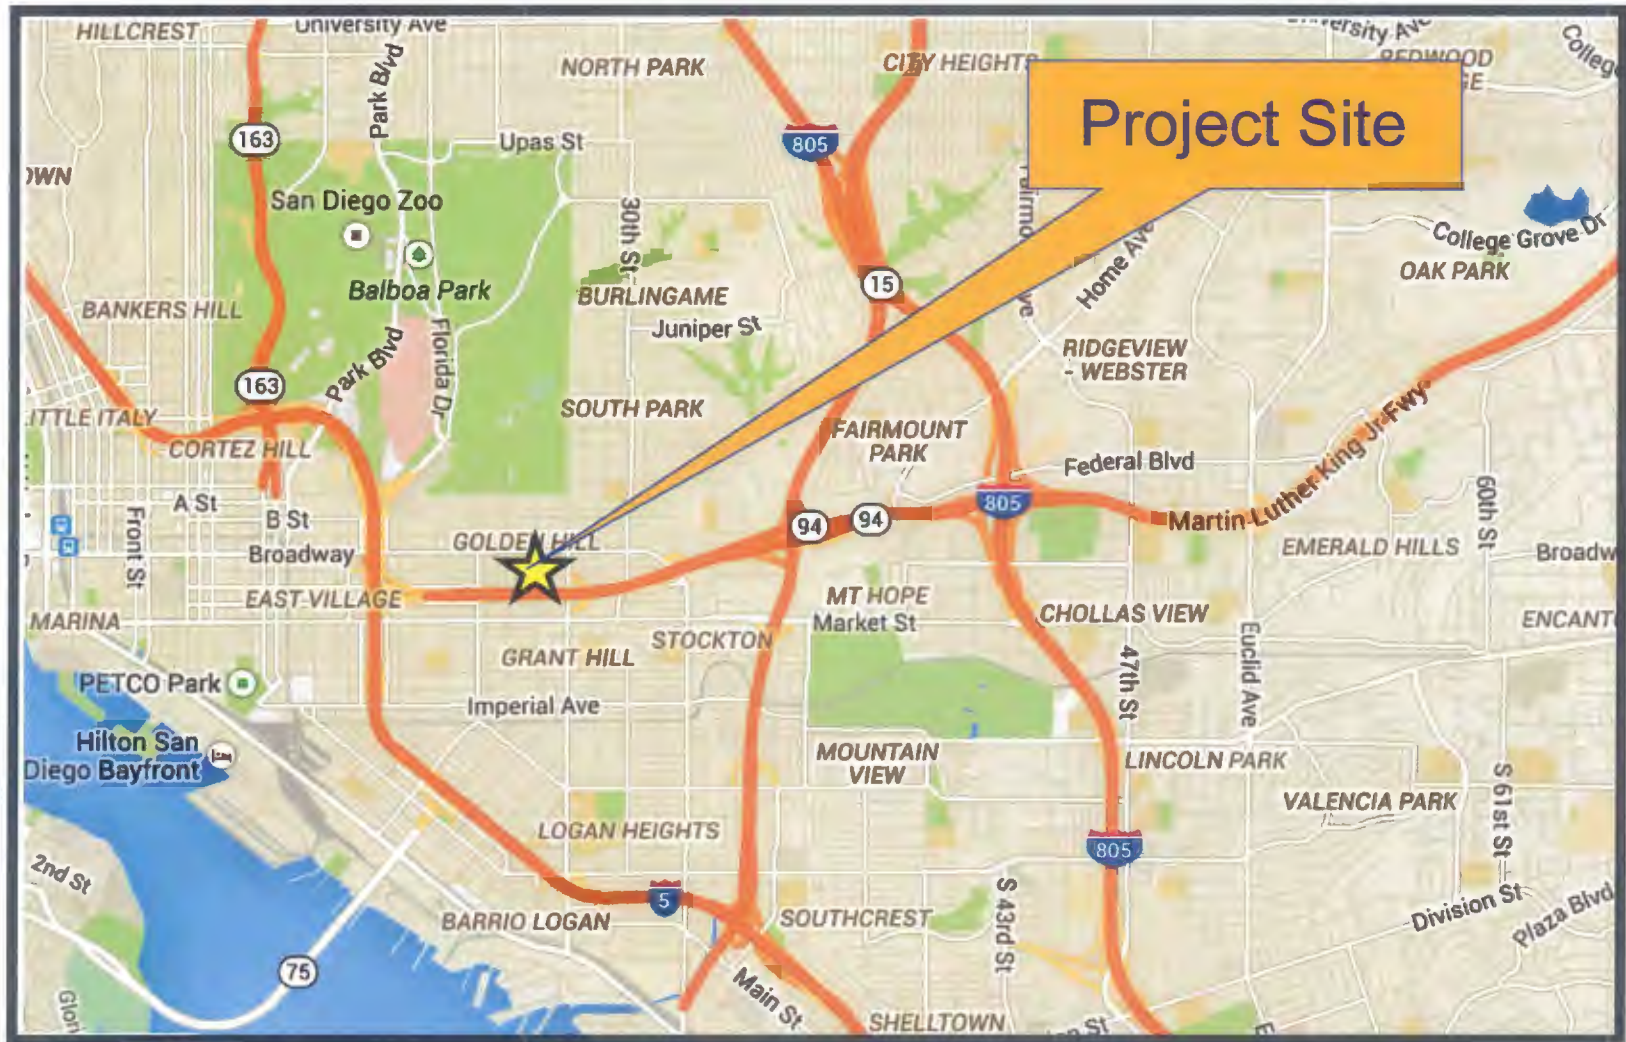 HILLCREST
University Ave
Park Blvd
NORTH PARK
CITY HEIGHTS
REDWOOD
College
163
805
Project Site
Upas St
San Diego Zoo
30th St
Balboa Park
15
Home Ave
College Grove Dr
OAK PARK
BANKERS HILL
BURLINGAME
Juniper St
Florida Dr
Park Blvd
RIDGEVIEW
- WEBSTER
163
LITTLE ITALY
SOUTH PARK
FAIRMOUNT
PARK
CORTEZ HILL
Federal Blvd
Martin Luther King Jr Fwy
60th St
A St
B St
Front St
94
94
805
Broadway
GOLDEN HILL
EMERALD HILLS
Broadw
EAST VILLAGE
MARINA
MT HOPE
Market St
CHOLLAS VIEW
ENCANT
STOCKTON
GRANT HILL
47th St
Euclid Ave
PETCO Park
Imperial Ave
Hilton San
Diego Bayfront
MOUNTAIN
VIEW
LINCOLN PARK
VALENCIA PARK
S 61st St
LOGAN HEIGHTS
805
2nd St
5
BARRIO LOGAN
SOUTHCREST
S 43rd St
Division St
Plaza Blvd
75
Main St
SHELLTOWN